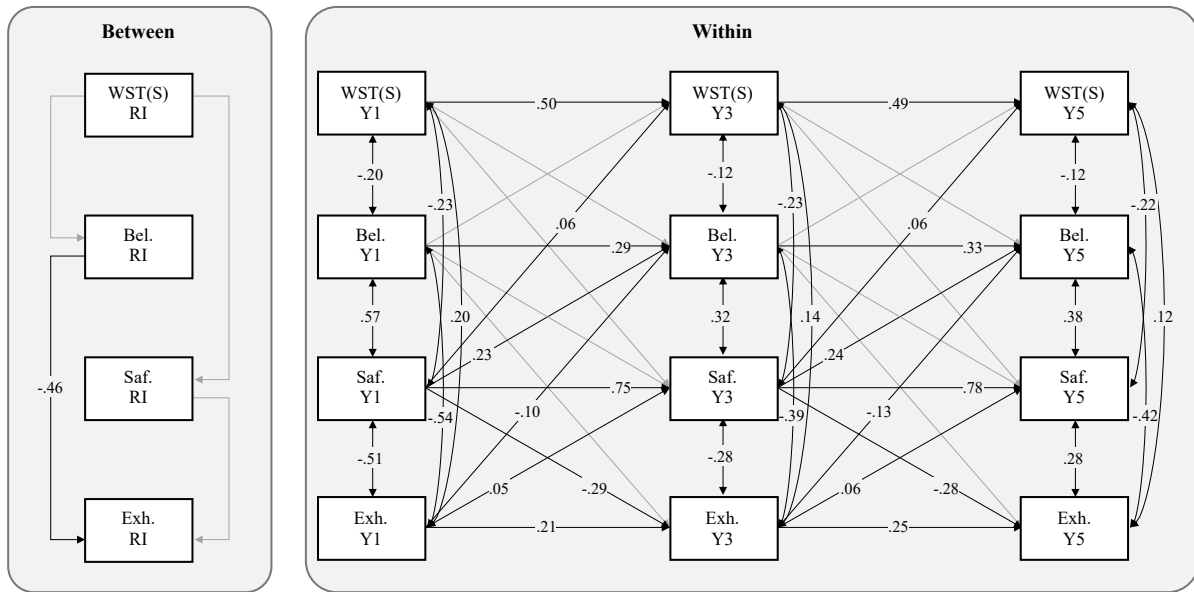 Between
WST(S)
RI
Bel.
RI
Saf.
RI
Exh.
RI
-.46
Within
WST(S)
Y1
WST(S)
Y3
WST(S)
Y5
.50
.49
-.20
-.12
-.12
-.23
-.23
-.22
.06
.06
Bel.
Y1
Bel.
Y3
Bel.
Y5
.29
.33
.57
.20
.32
.14
.38
.12
.23
.24
Saf.
Y1
Saf.
Y3
Saf.
Y5
.75
.78
-.54
-.10
-.39
-.13
-.42
-.51
-.28
.28
.05
-.29
.06
-.28
Exh.
Y1
Exh.
Y3
Exh.
Y5
.21
.25